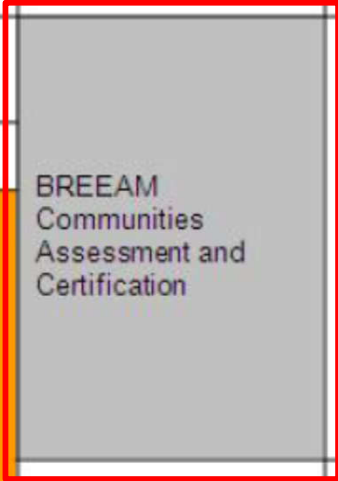 BREEAM
Communities
Assessment and
Certification